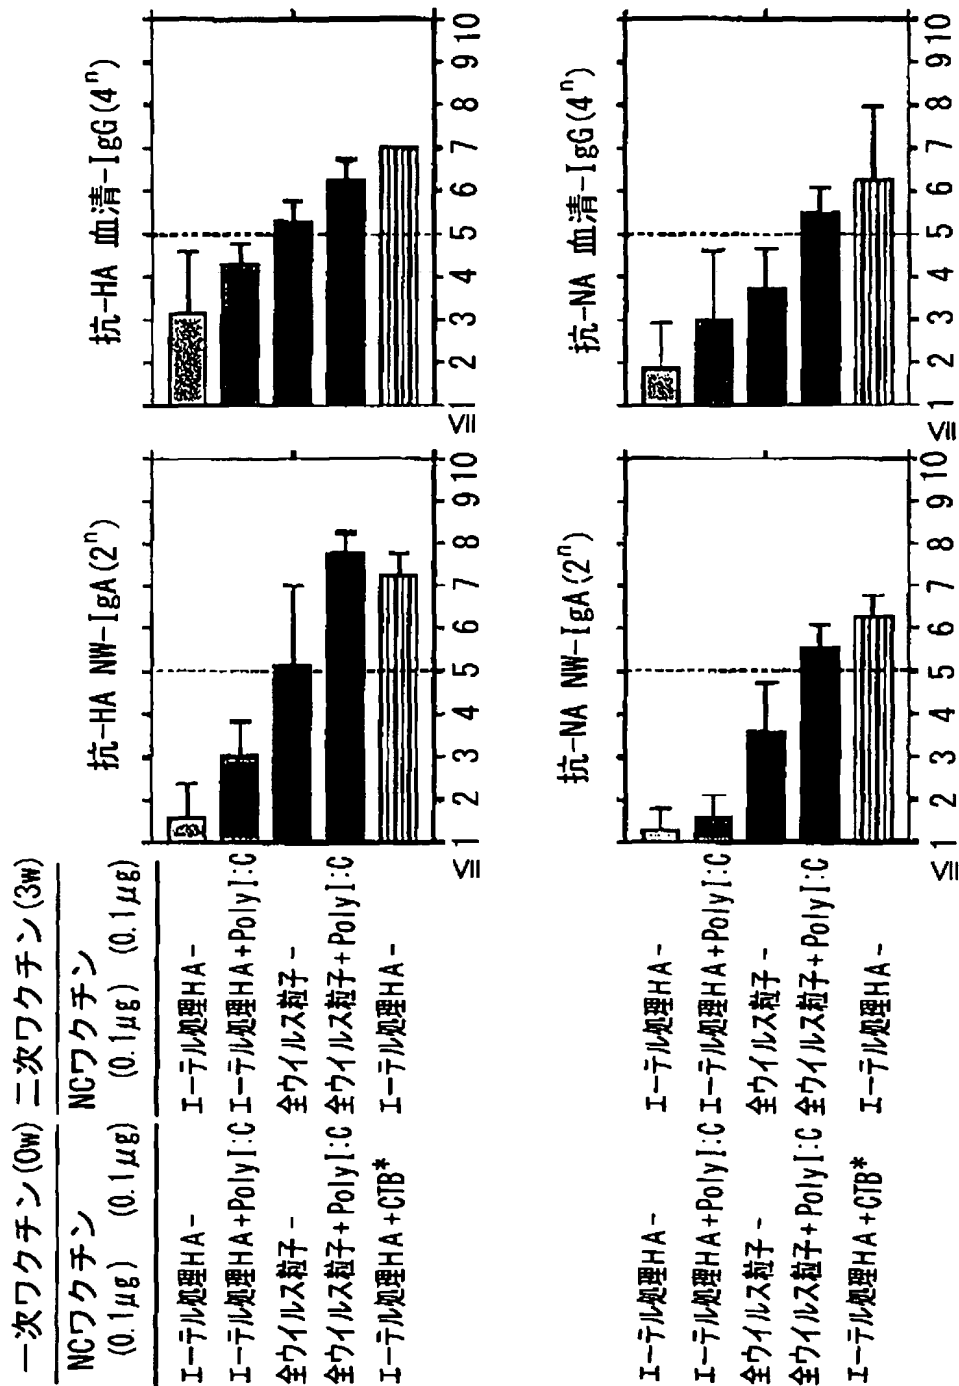 一次ワクチン(0w) 二次ワクチン(3w)
NCワクチン NCワクチン
(0.1μg) (0.1μg) (0.1μg) (0.1μg)
抗-HA NW-IgA(2ⁿ) 抗-HA 血清-IgG(4ⁿ)
エーテル処理HA- エーテル処理HA-
エーテル処理HA+PolyI:C エーテル処理HA+PolyI:C
全ウイルス粒子- 全ウイルス粒子-
全ウイルス粒子+PolyI:C 全ウイルス粒子+PolyI:C
エーテル処理HA+CTB* エーテル処理HA-
≦1 2 3 4 5 6 7 8 9 10 ≦1 2 3 4 5 6 7 8 9 10
抗-NA NW-IgA(2ⁿ) 抗-NA 血清-IgG(4ⁿ)
エーテル処理HA- エーテル処理HA-
エーテル処理HA+PolyI:C エーテル処理HA+PolyI:C
全ウイルス粒子- 全ウイルス粒子-
全ウイルス粒子+PolyI:C 全ウイルス粒子+PolyI:C
エーテル処理HA+CTB* エーテル処理HA-
≦1 2 3 4 5 6 7 8 9 10 ≦1 2 3 4 5 6 7 8 9 10